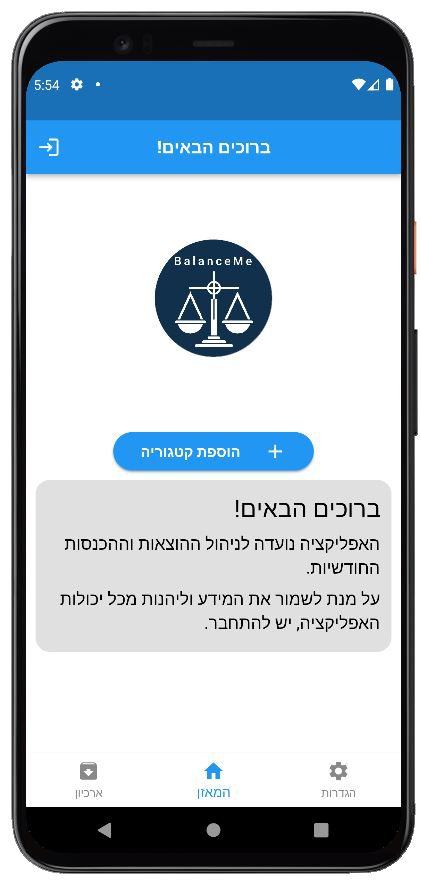 5:54
ברוכים הבאים!
BalanceMe
הוספת קטגוריה
ברוכים הבאים!
האפליקציה נועדה לניהול ההוצאות וההכנסות
החודשיות.
על מנת לשמור את המידע וליהנות מכל יכולות
האפליקציה, יש להתחבר.
הגדרות
המאזן
ארכיון